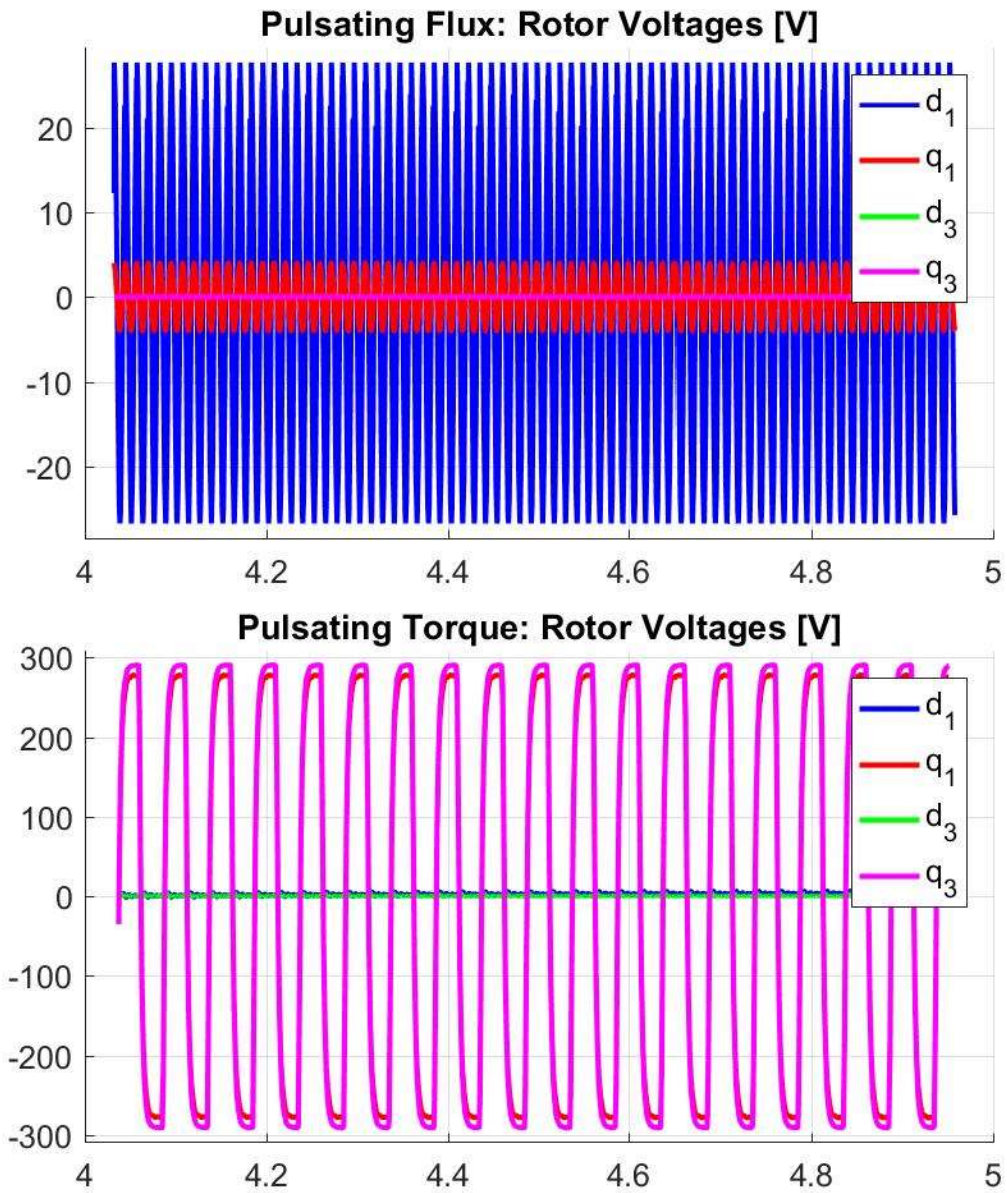 Pulsating Flux: Rotor Voltages [V]
20
10
0
-10
-20
d1
q1
d3
q3
4 4.2 4.4 4.6 4.8 5
Pulsating Torque: Rotor Voltages [V]
300
200
100
0
-100
-200
-300
d1
q1
d3
q3
4 4.2 4.4 4.6 4.8 5